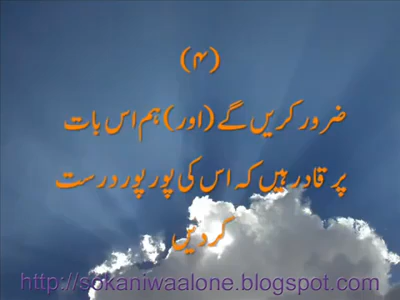 (۴)
ضرور کریں گے (اور) ہم اس بات
پر قادر ہیں کہ اس کی پور پور درست
کر دیں
http://sokaniwaalone.blogspot.com